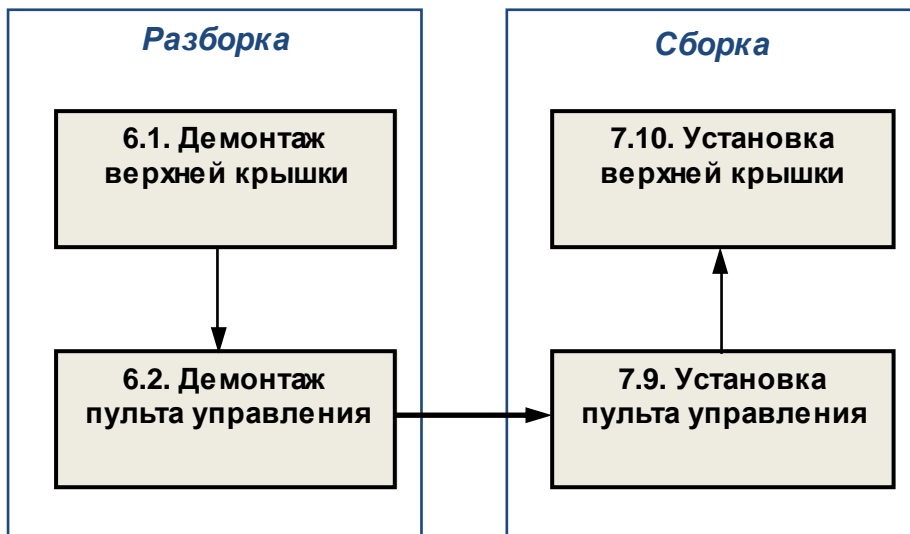 Разборка
6.1. Демонтаж
верхней крышки
6.2. Демонтаж
пульта управления
Сборка
7.10. Установка
верхней крышки
7.9. Установка
пульта управления